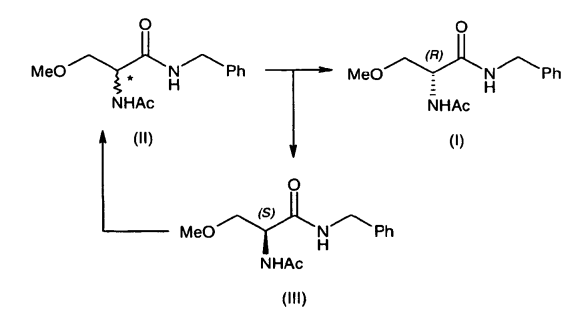 O
MeO * N H Ph
NHAc
(II)
O
MeO (R) N H Ph
NHAc
(I)
O
MeO (S) N H Ph
NHAc
(III)